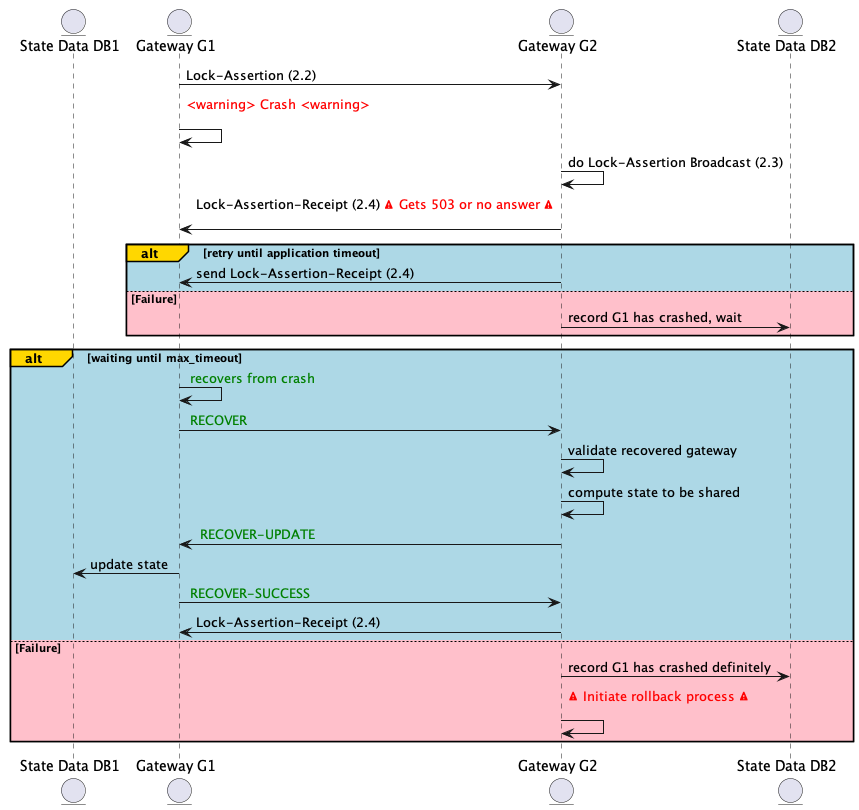 State Data DB1 Gateway G1 Gateway G2 State Data DB2
Lock-Assertion (2.2)
<warning> Crash <warning>
do Lock-Assertion Broadcast (2.3)
Lock-Assertion-Receipt (2.4) ⚠ Gets 503 or no answer ⚠
alt [retry until application timeout]
send Lock-Assertion-Receipt (2.4)
[Failure]
record G1 has crashed, wait
alt [waiting until max_timeout]
recovers from crash
RECOVER
validate recovered gateway
compute state to be shared
RECOVER-UPDATE
update state
RECOVER-SUCCESS
Lock-Assertion-Receipt (2.4)
[Failure]
record G1 has crashed definitely
⚠ Initiate rollback process ⚠
State Data DB1 Gateway G1 Gateway G2 State Data DB2